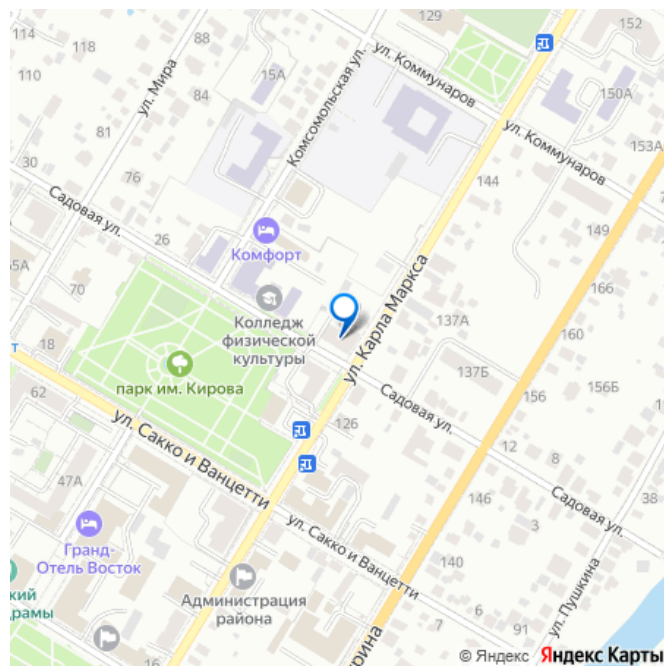 129
152
114
88
ул. Коммунаров
110
15А
150А
84
ул. Мира
Комсомольская ул.
81
ул. Коммунаров
153А
30
76
144
Садовая ул.
26
149
Комфорт
65А
70
ул. Карла Маркса
166
Колледж
физической
культуры
137А
160
18
парк им. Кирова
137Б
62
156
156Б
ул. Сакко и Ванцетти
126
Садовая ул.
12
8
47А
146
38
3
Садовая ул.
Гранд-
Отель Восток
ул. Сакко и Ванцетти
140
Администрация
района
7
ул. Пушкина
6
91
16
© Яндекс Яндекс Карты